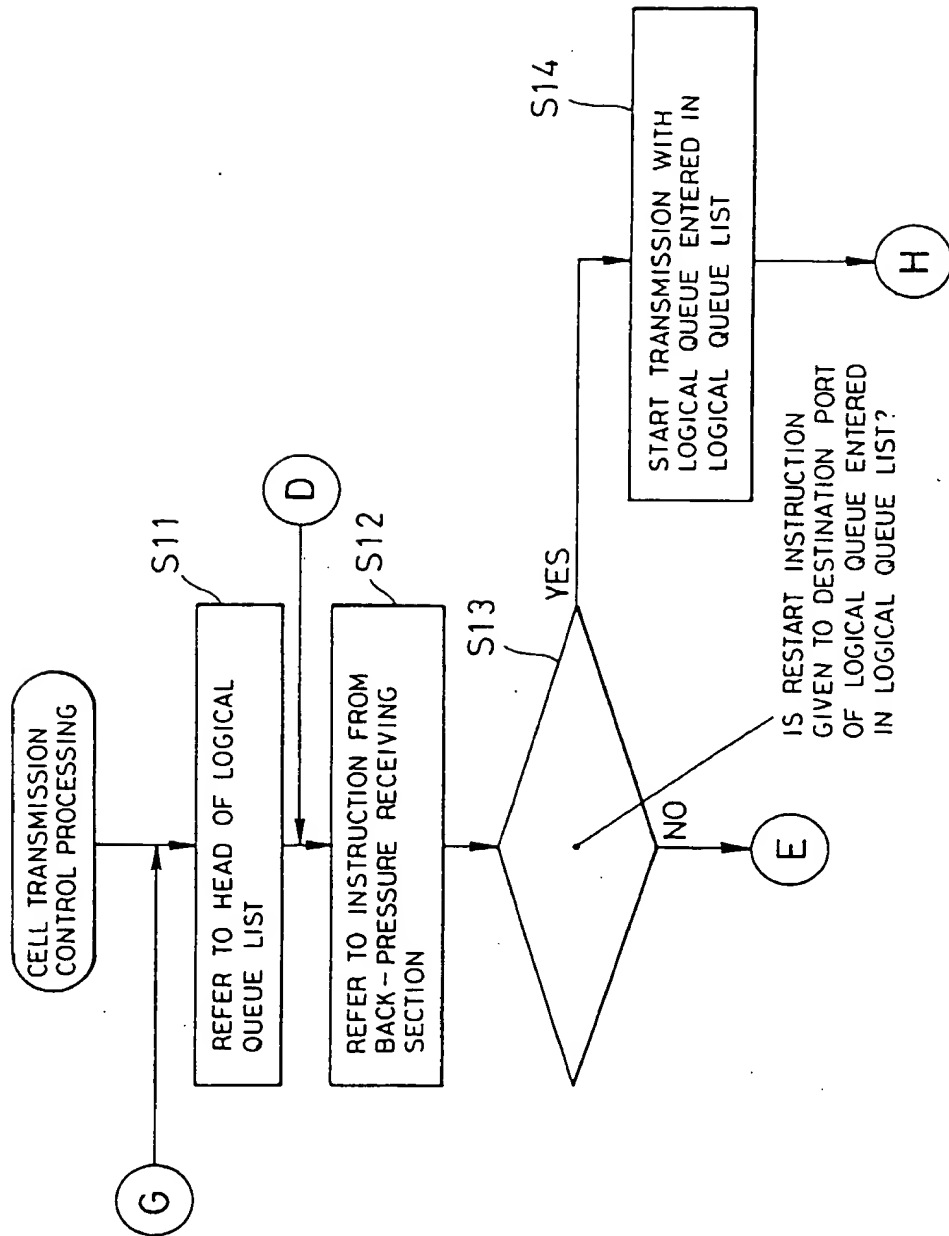 CELL TRANSMISSION
CONTROL PROCESSING
G
S11
REFER TO HEAD OF LOGICAL
QUEUE LIST
D
S12
REFER TO INSTRUCTION FROM
BACK-PRESSURE RECEIVING
SECTION
S13
YES
NO
E
IS RESTART INSTRUCTION
GIVEN TO DESTINATION PORT
OF LOGICAL QUEUE ENTERED
IN LOGICAL QUEUE LIST?
S14
START TRANSMISSION WITH
LOGICAL QUEUE ENTERED IN
LOGICAL QUEUE LIST
H